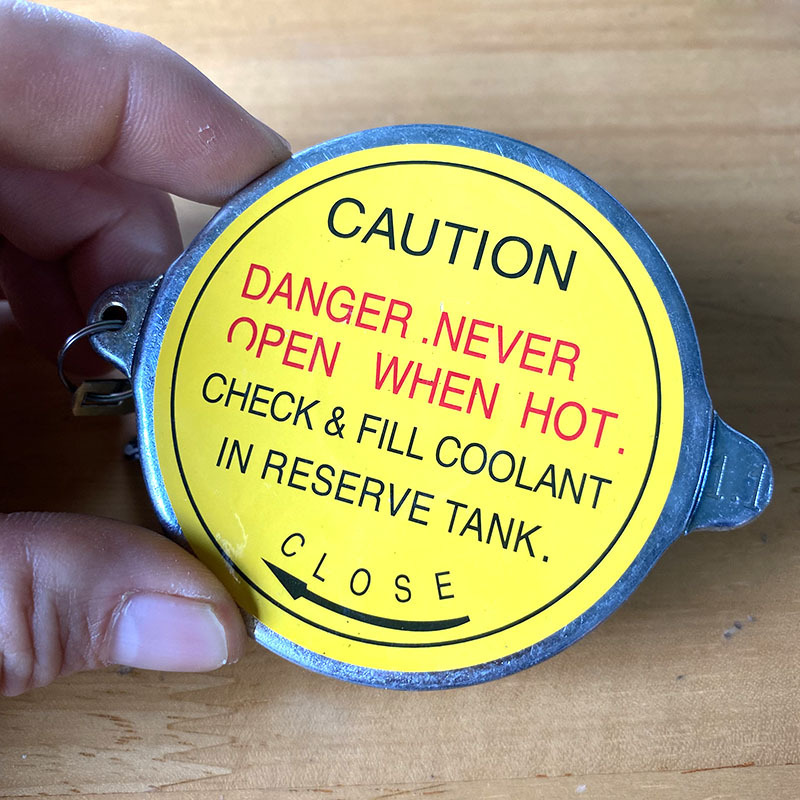 CAUTION
DANGER .NEVER
OPEN WHEN HOT.
CHECK & FILL COOLANT
IN RESERVE TANK.
CLOSE